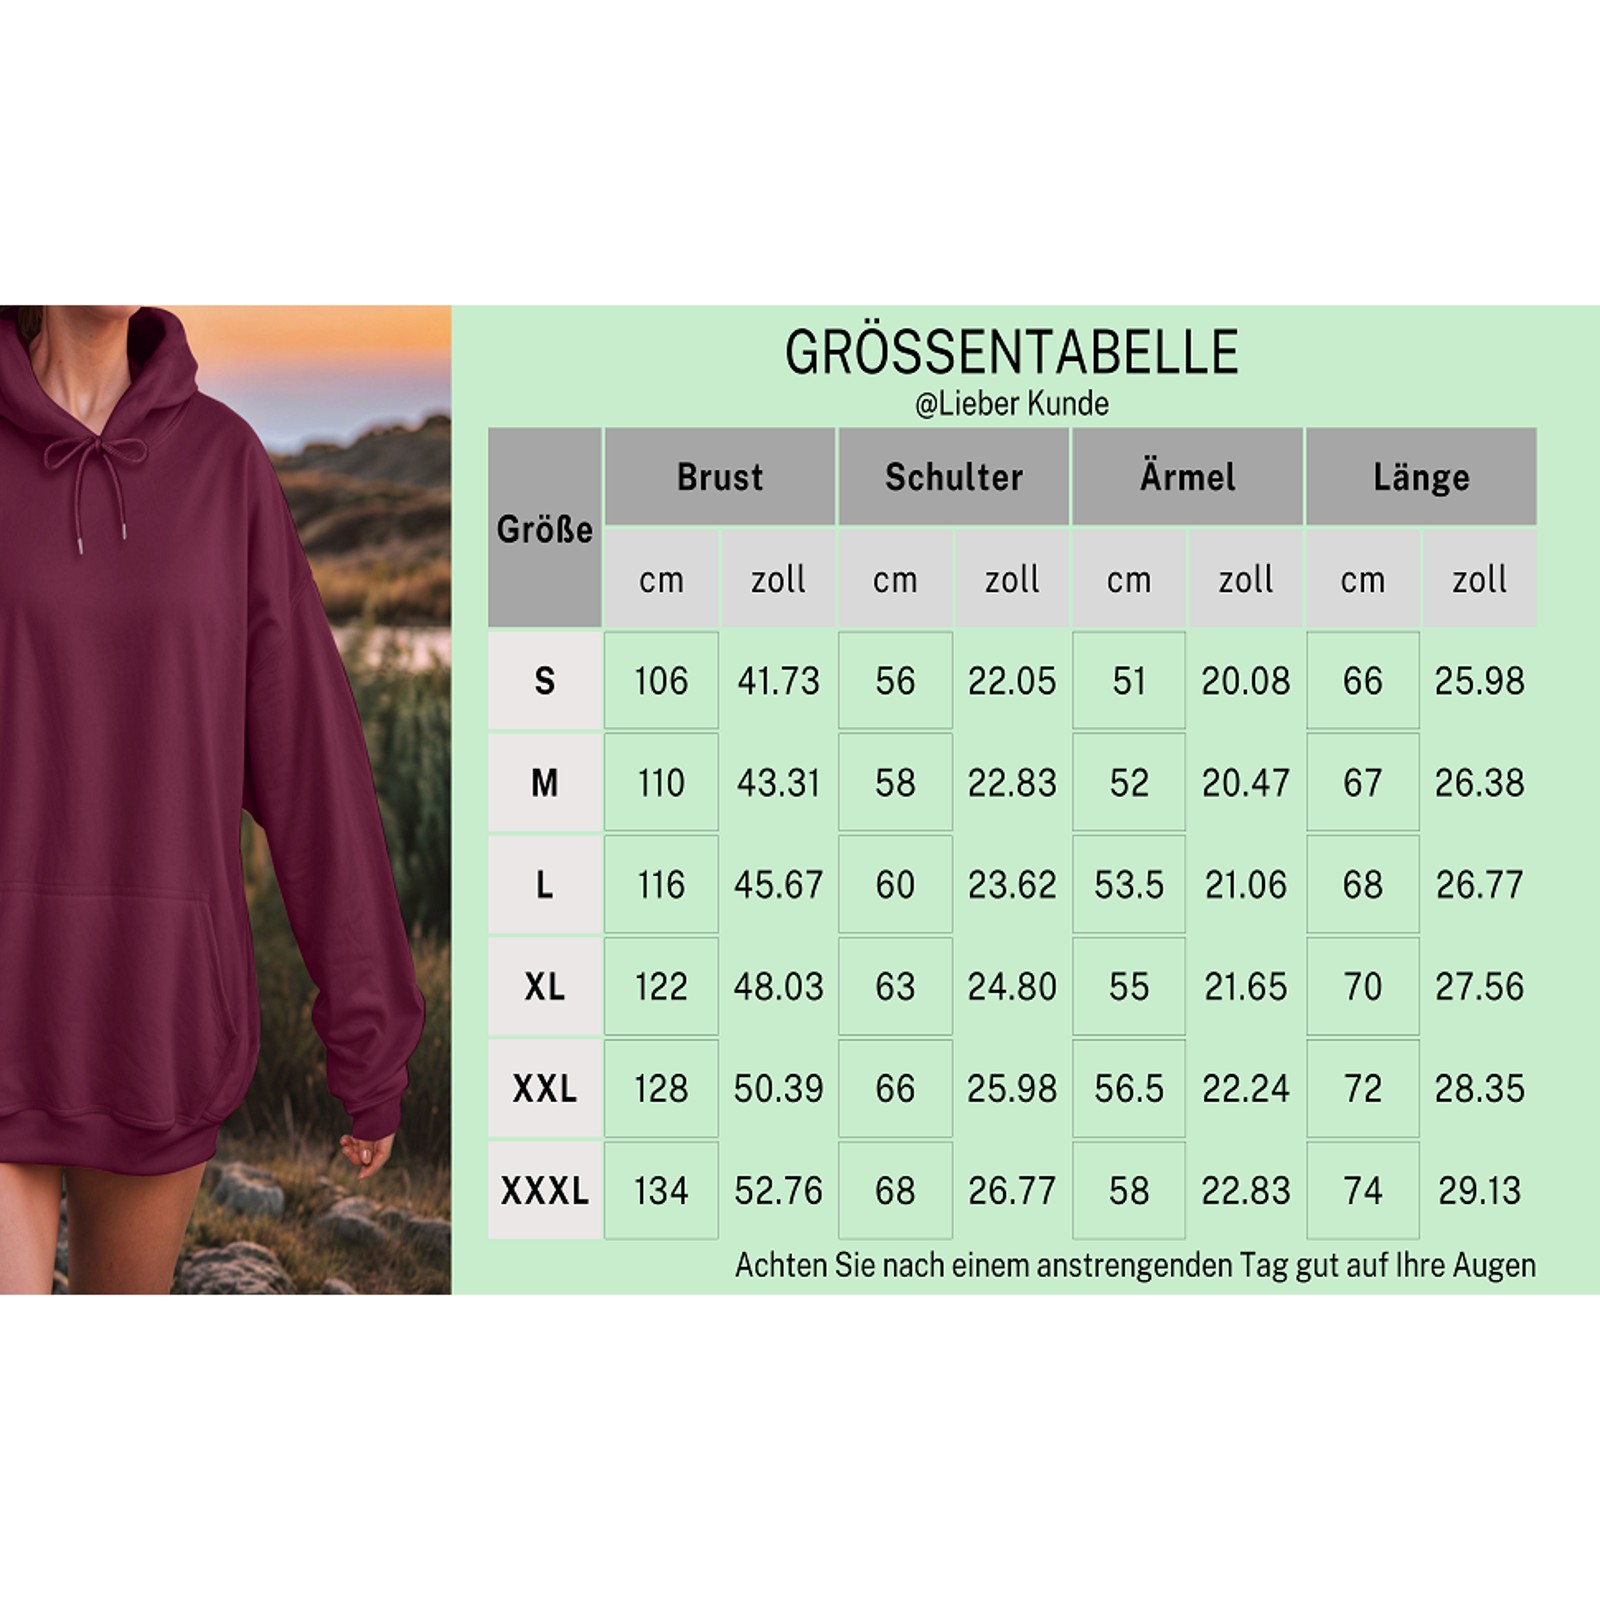 GRÖSSENTABELLE
@Lieber Kunde
Größe Brust Schulter Ärmel Länge
cm zoll cm zoll cm zoll cm zoll
S 106 41.73 56 22.05 51 20.08 66 25.98
M 110 43.31 58 22.83 52 20.47 67 26.38
L 116 45.67 60 23.62 53.5 21.06 68 26.77
XL 122 48.03 63 24.80 55 21.65 70 27.56
XXL 128 50.39 66 25.98 56.5 22.24 72 28.35
XXXL 134 52.76 68 26.77 58 22.83 74 29.13
Achten Sie nach einem anstrengenden Tag gut auf Ihre Augen